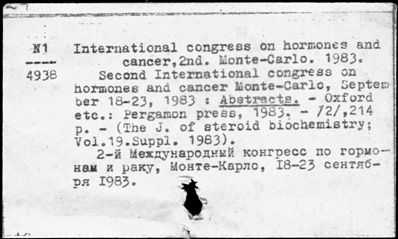 N1 International congress on hormones and
cancer,2nd. Monte-Carlo. 1983.
4938 Second International congress on
hormones and cancer Monte-Carlo, Septem
ber 18-23, 1983 : Abstracts. - Oxford
etc.: Pergamon press, 1983. - /2/,214
p. - (The J. of steroid biochemistry;
Vol.19.Suppl. 1983).
2-й Международный конгресс по гормо-
нам и раку, Монте-Карло, 18-23 сентяб-
ря 1983.